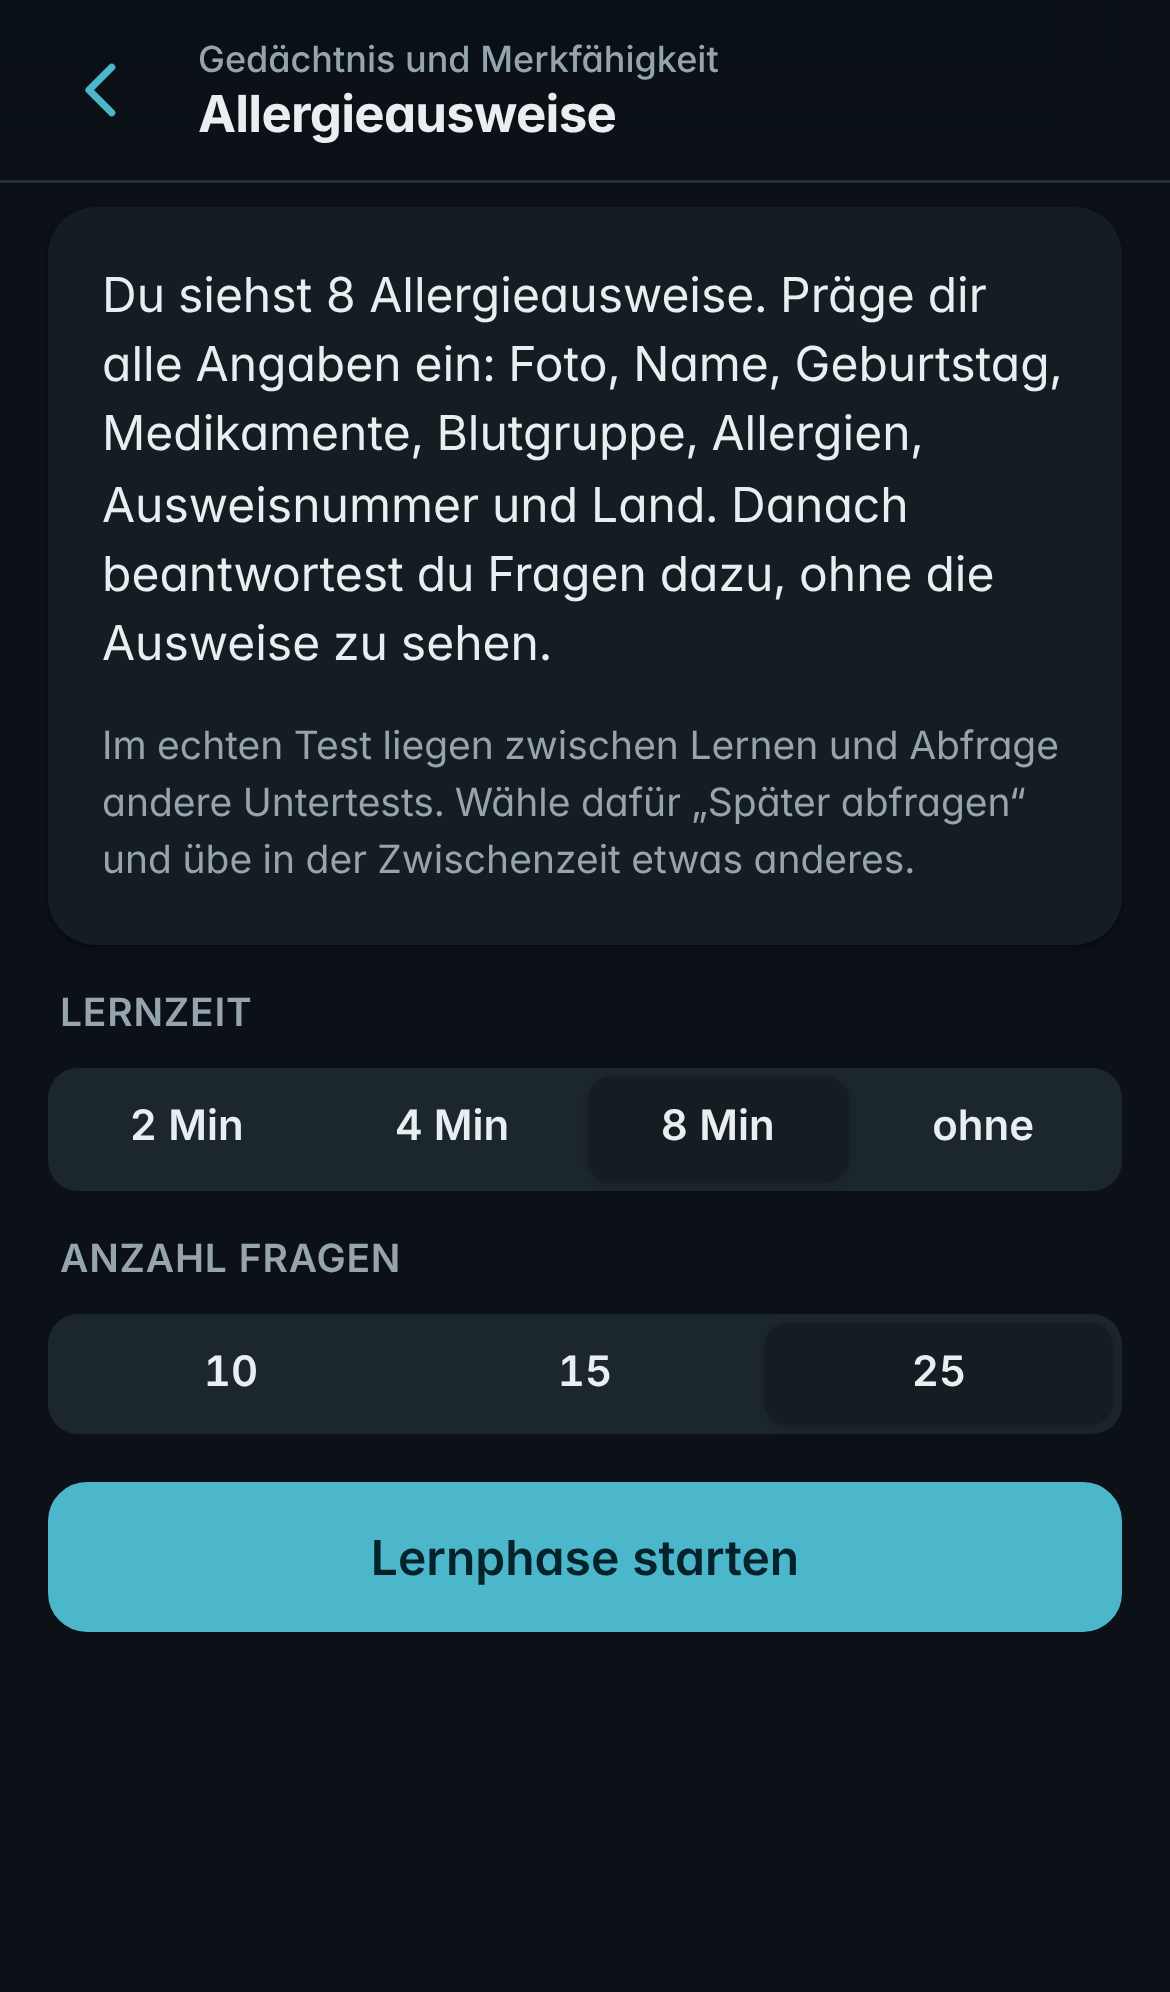 Gedächtnis und Merkfähigkeit
Allergieausweise
Du siehst 8 Allergieausweise. Präge dir
alle Angaben ein: Foto, Name, Geburtstag,
Medikamente, Blutgruppe, Allergien,
Ausweisnummer und Land. Danach
beantwortest du Fragen dazu, ohne die
Ausweise zu sehen.
Im echten Test liegen zwischen Lernen und Abfrage
andere Untertests. Wähle dafür „Später abfragen“
und übe in der Zwischenzeit etwas anderes.
LERNZEIT
2 Min 4 Min 8 Min ohne
ANZAHL FRAGEN
10 15 25
Lernphase starten